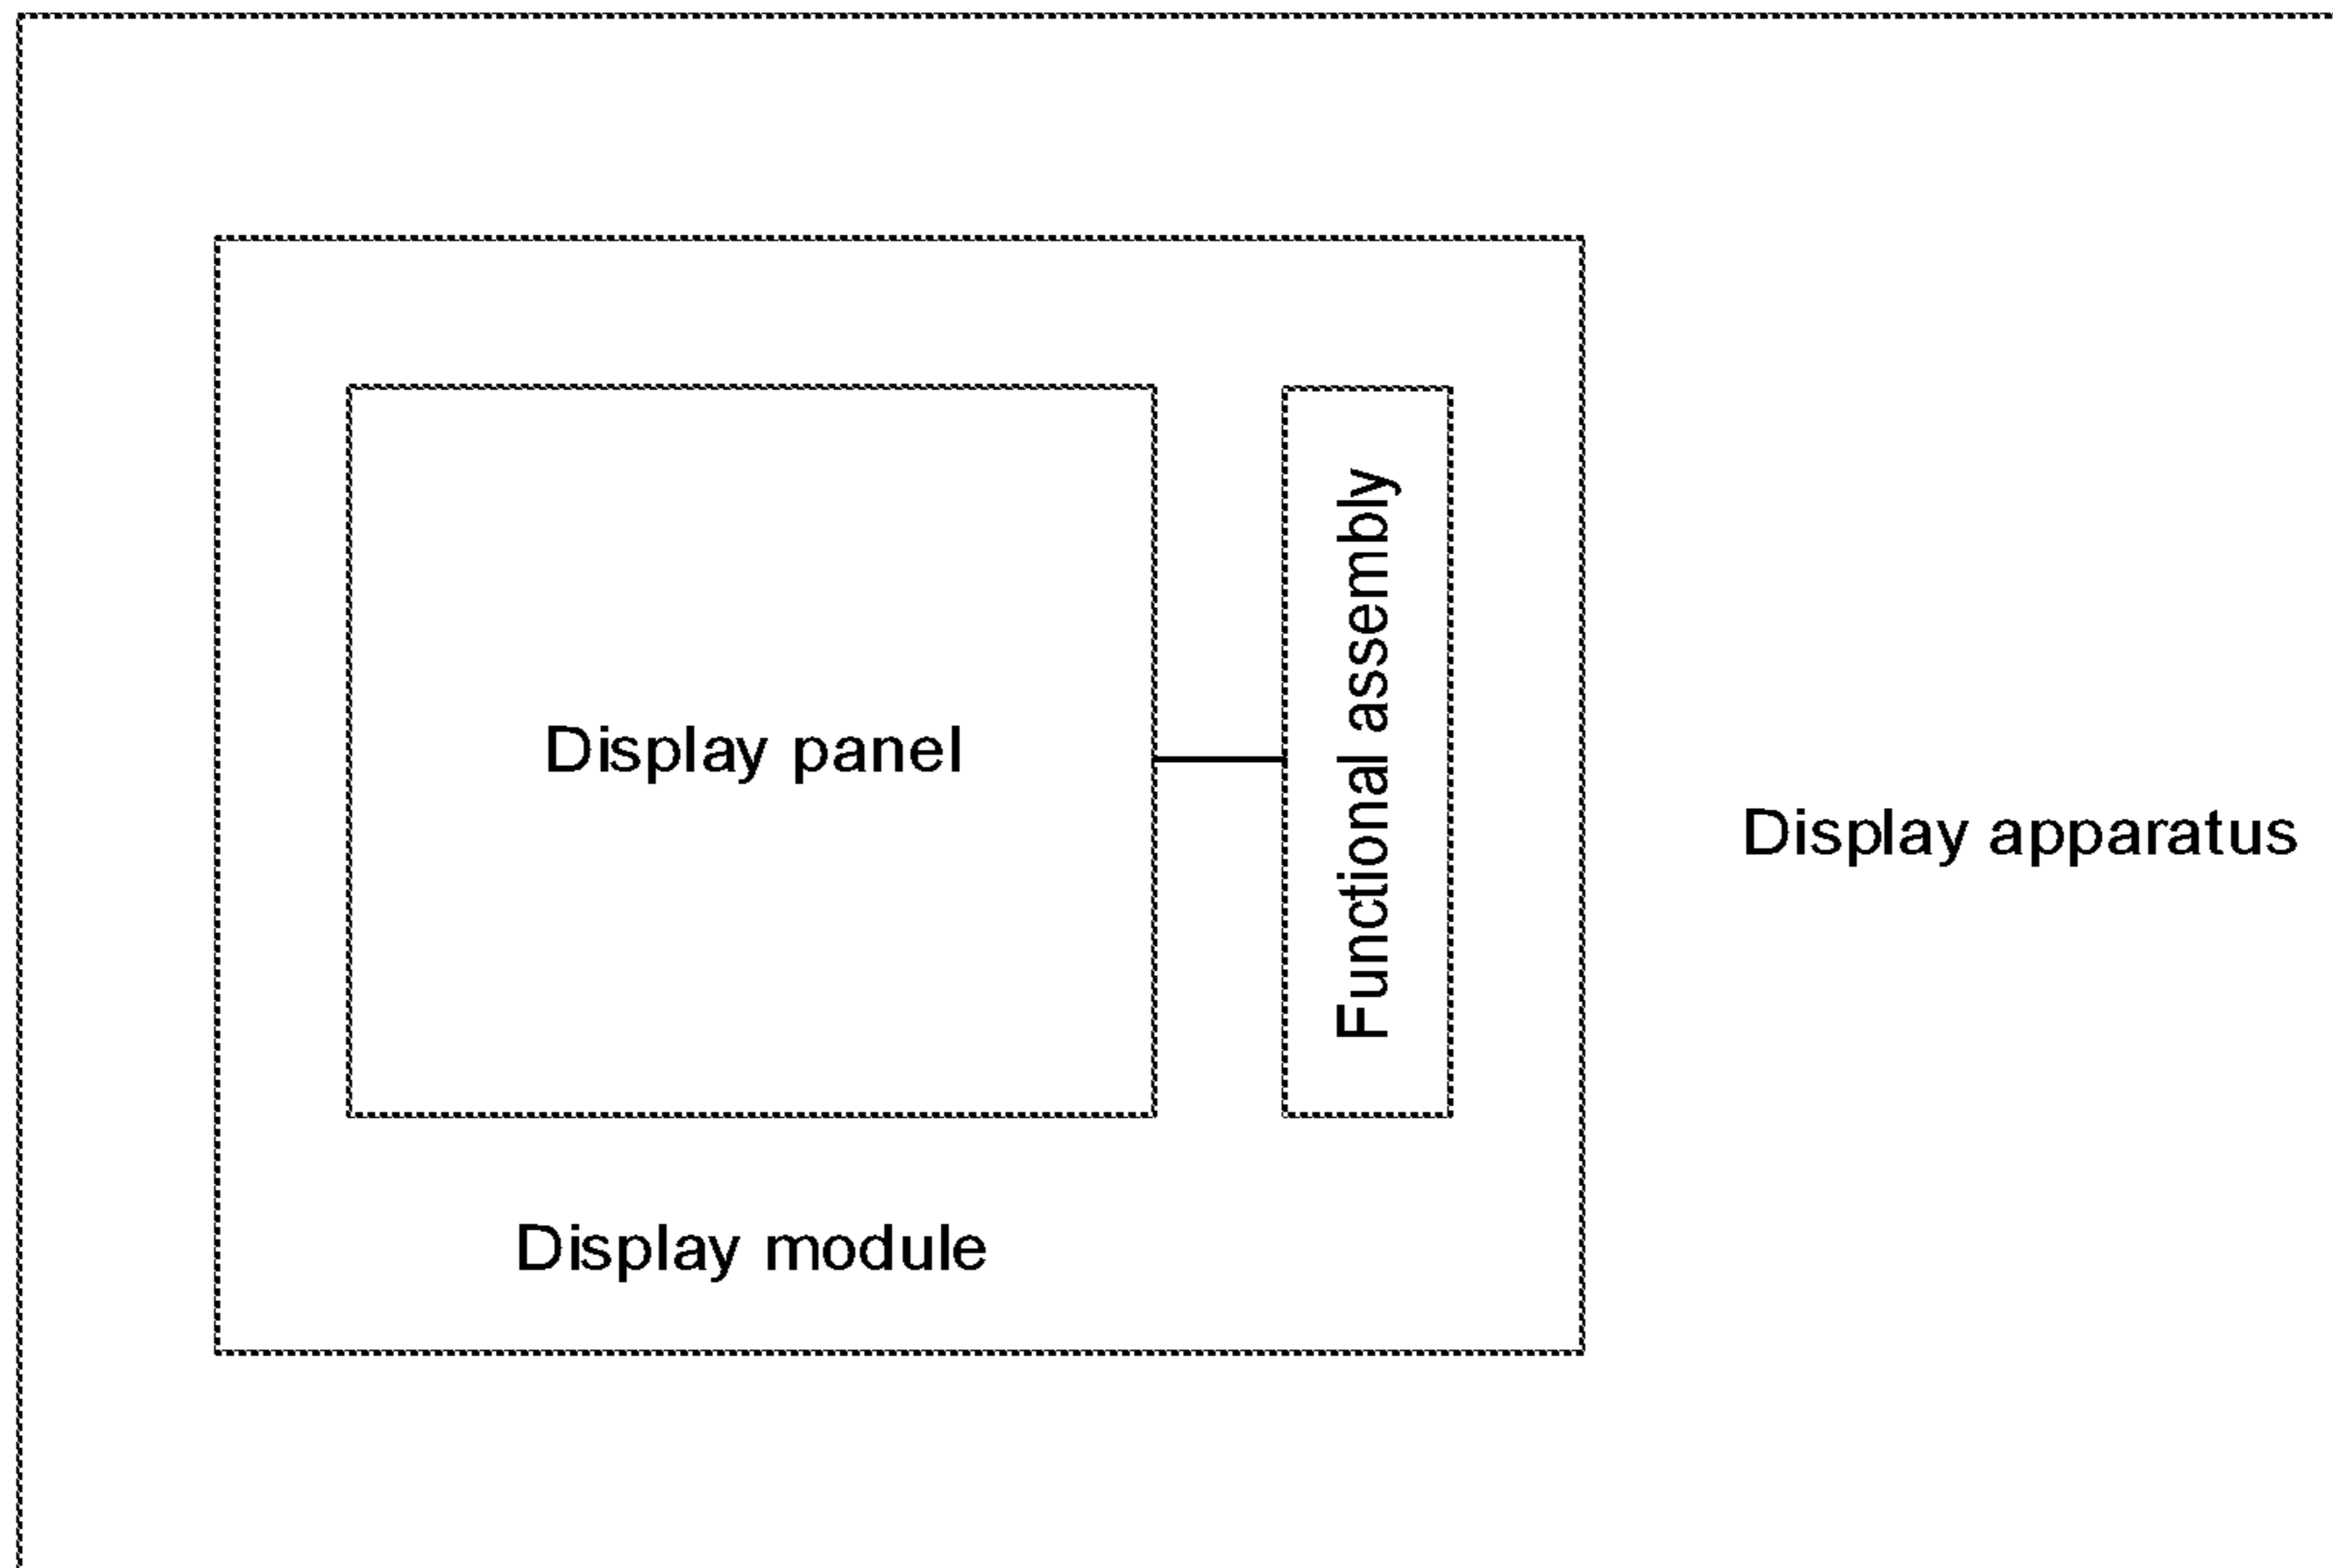 Display panel
Functional assembly
Display apparatus
Display module